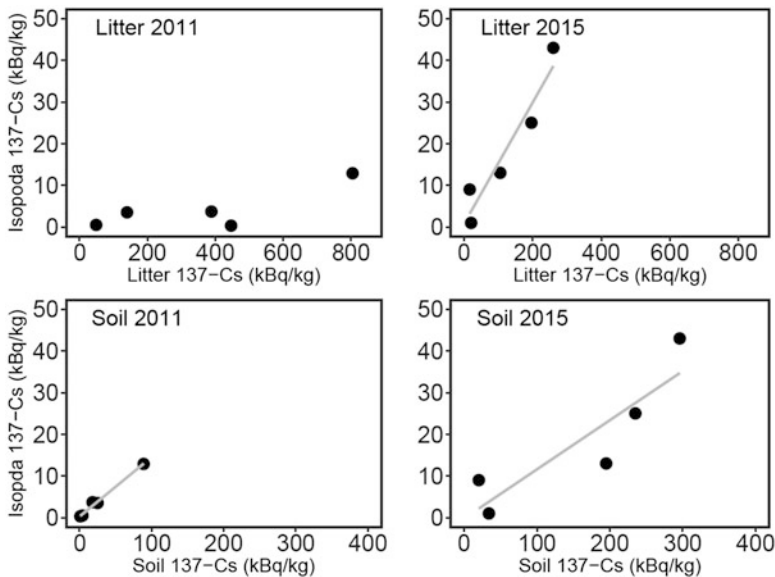 Litter 2011
Isopoda 137-Cs (kBq/kg)
50
40
30
20
10
0
0 200 400 600 800
Litter 137-Cs (kBq/kg)
Litter 2015
50
40
30
20
10
0
0 200 400 600 800
Litter 137-Cs (kBq/kg)
Soil 2011
Isopda 137-Cs (kBq/kg)
50
40
30
20
10
0
0 100 200 300 400
Soil 137-Cs (kBq/kg)
Soil 2015
50
40
30
20
10
0
0 100 200 300 400
Soil 137-Cs (kBq/kg)